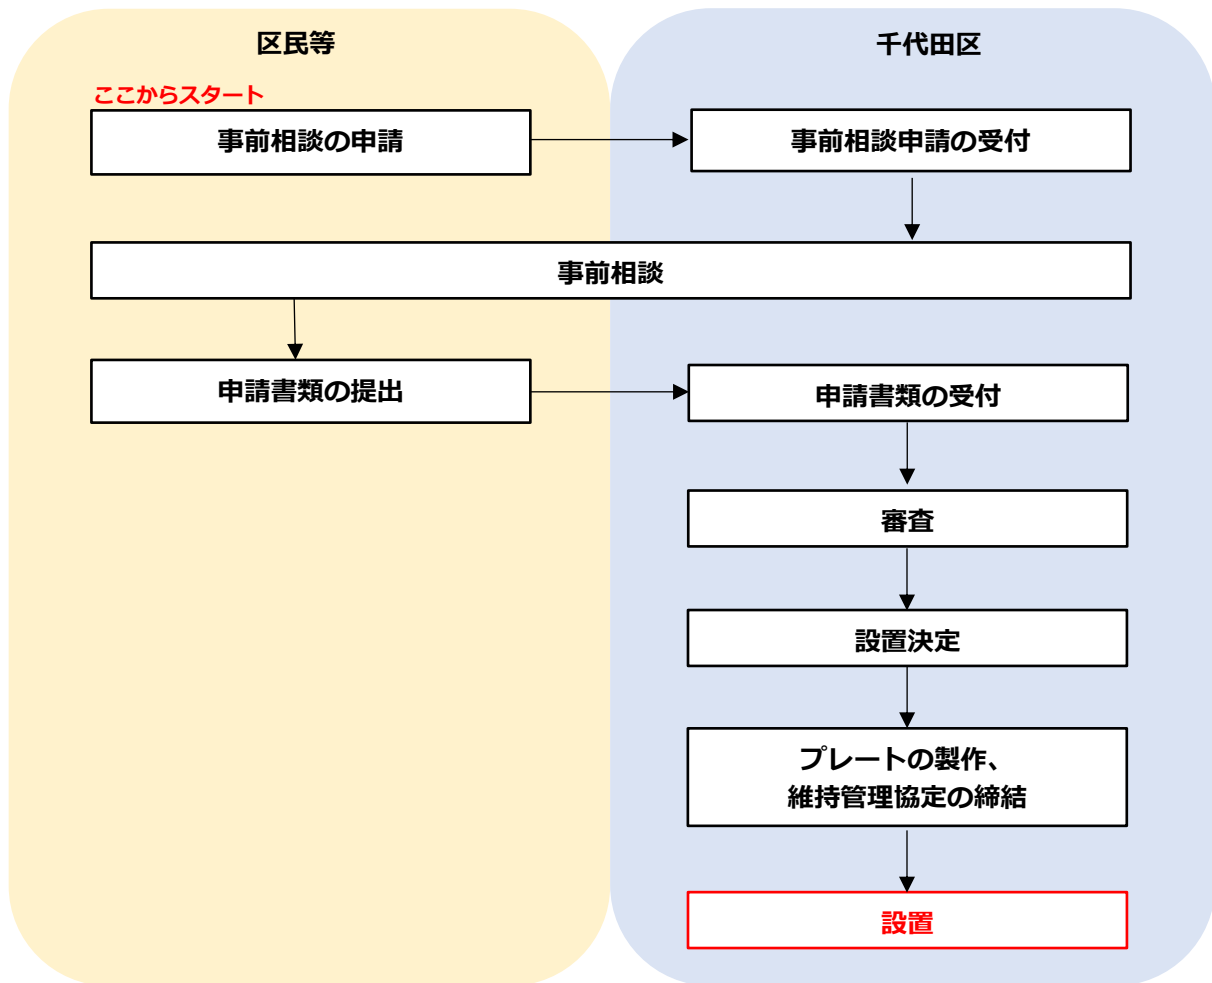 区民等
千代田区
ここからスタート
事前相談の申請
事前相談申請の受付
事前相談
申請書類の提出
申請書類の受付
審査
設置決定
プレートの製作、
維持管理協定の締結
設置